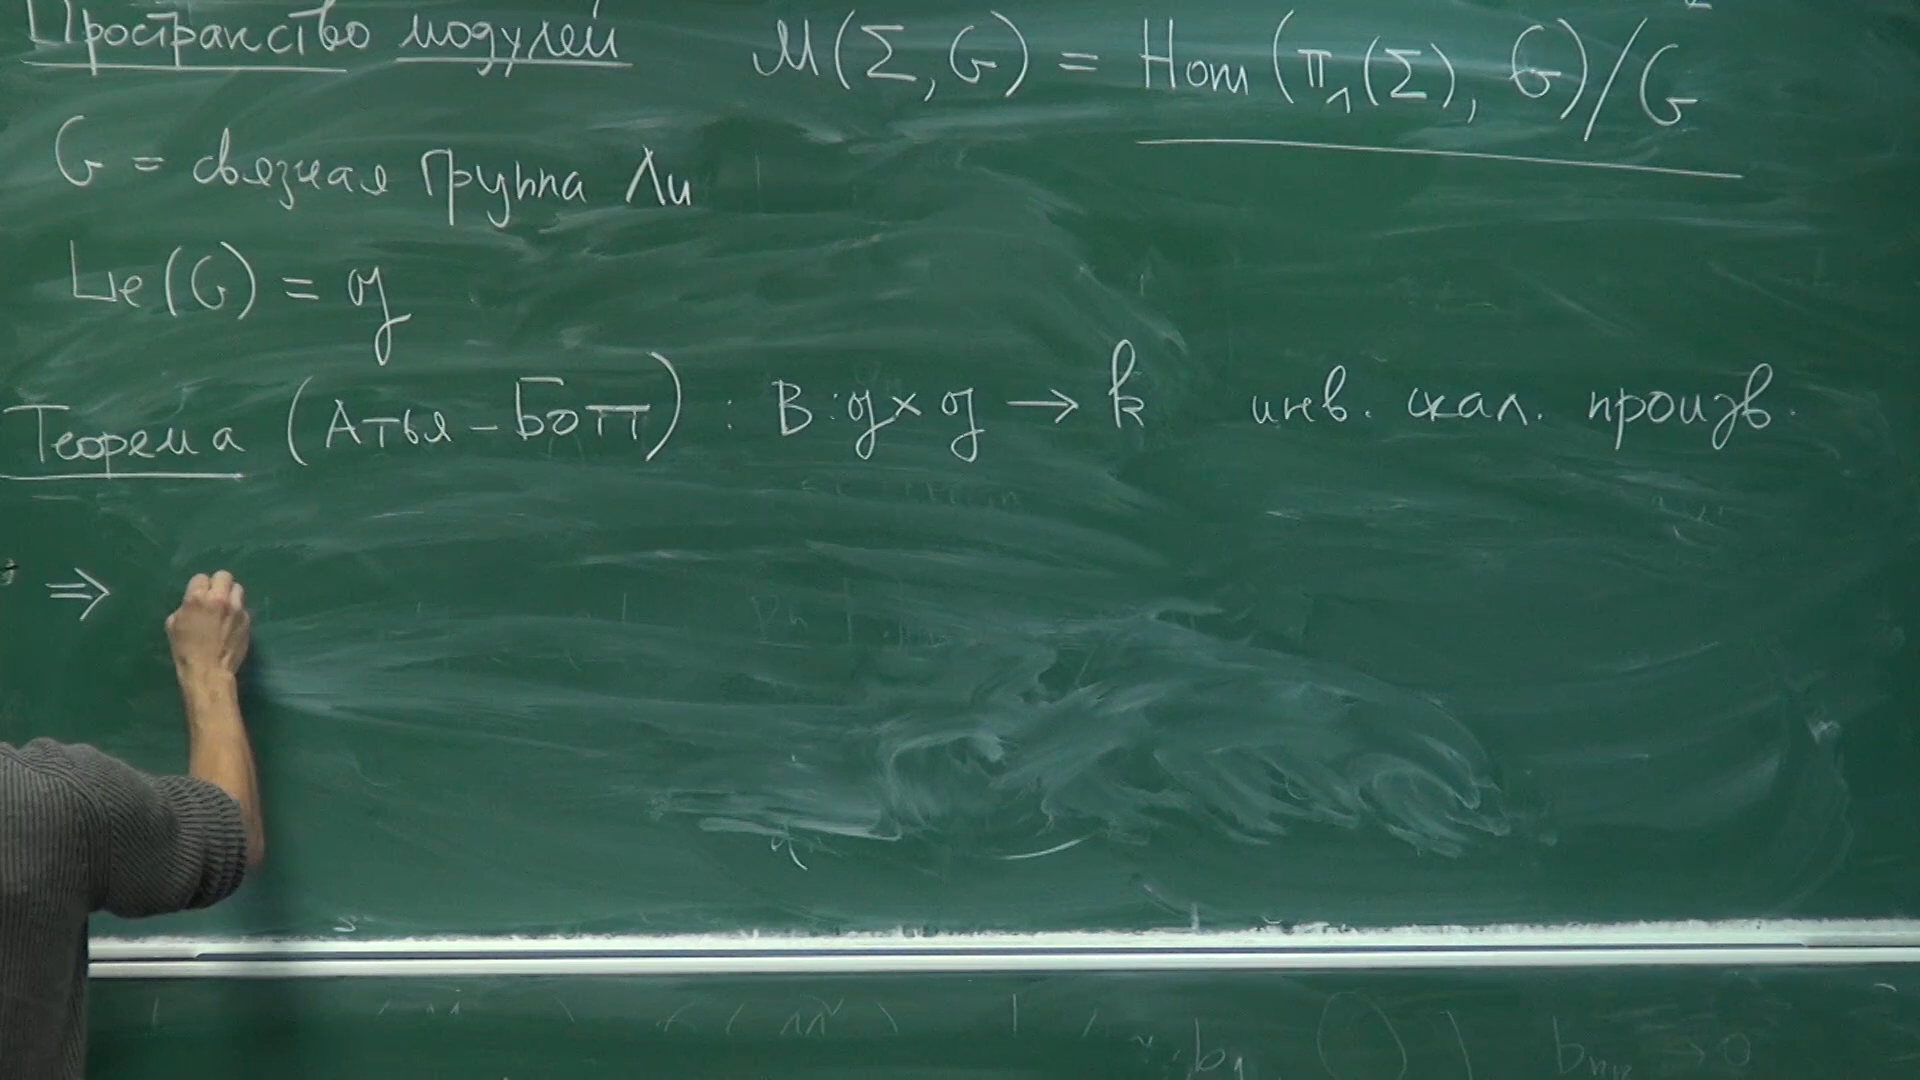 Пространство модулей M(Σ, G) = Hom(π₁(Σ), G)/G
G = связная группа Ли
Lie(G) = 𝔤
Теорема (Атья-Ботт) : B : 𝔤 × 𝔤 → k инв. скал. произв.
⇒